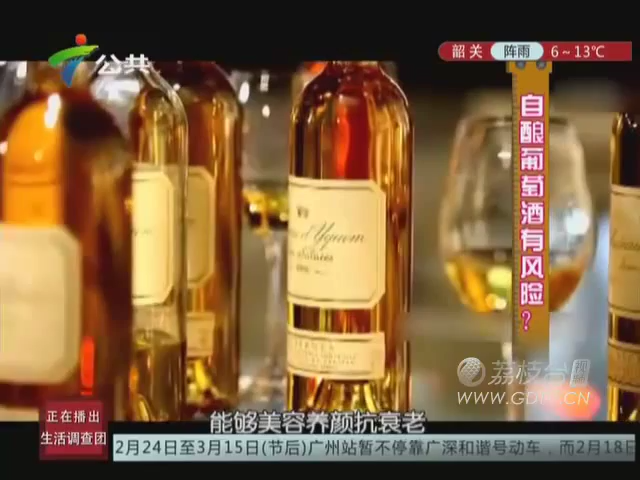 公共
韶关 阵雨 6～13℃
自酿葡萄酒有风险?
d'Yquem
荔枝台
www.GDTV.CN
能够美容养颜抗衰老
正在播出
生活调查团
2月24日至3月15日(节后)广州站暂不停靠广深和谐号动车，而2月18日